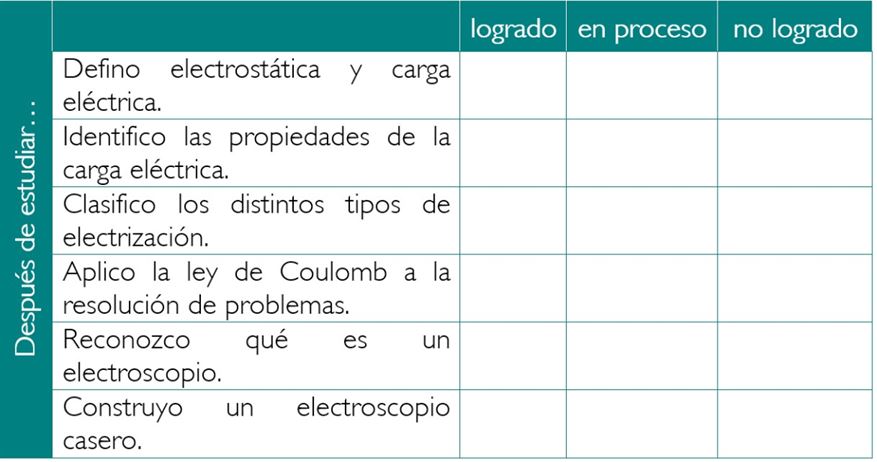 logrado en proceso no logrado
Después de estudiar...
Defino electrostática y carga
eléctrica.
Identifico las propiedades de la
carga eléctrica.
Clasifico los distintos tipos de
electrización.
Aplico la ley de Coulomb a la
resolución de problemas.
Reconozco qué es un
electroscopio.
Construyo un electroscopio
casero.